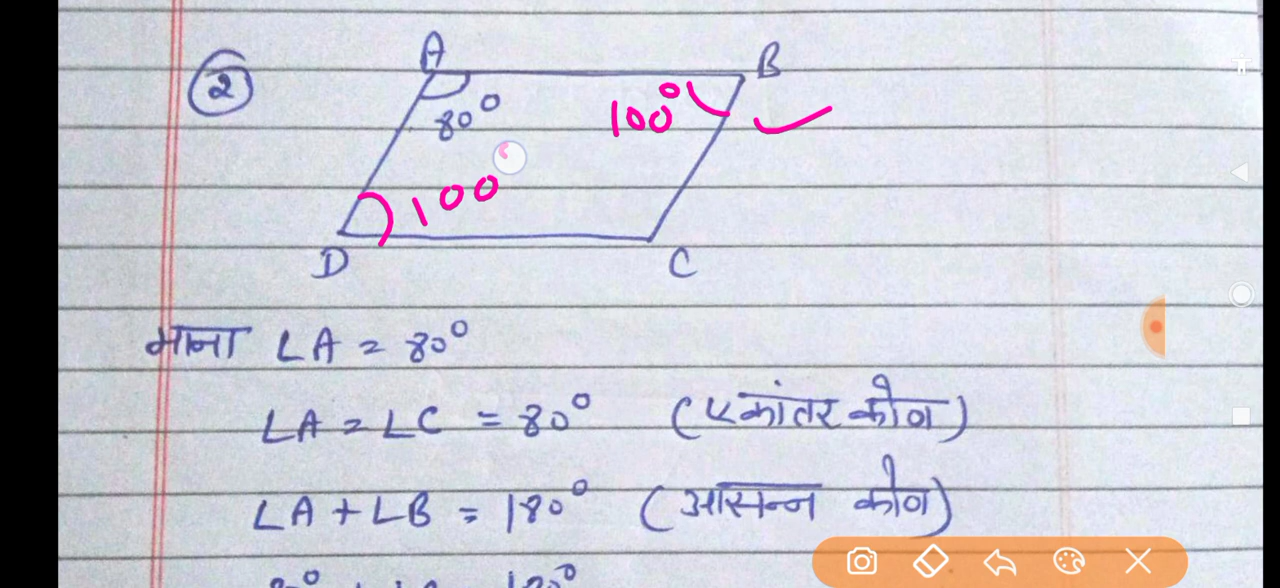 2
A B
80° 100°
100
D C
माना ∠A = 80°
∠A = ∠C = 80° (एकांतर कोण)
∠A + ∠B = 180° (आसन्न कोण)